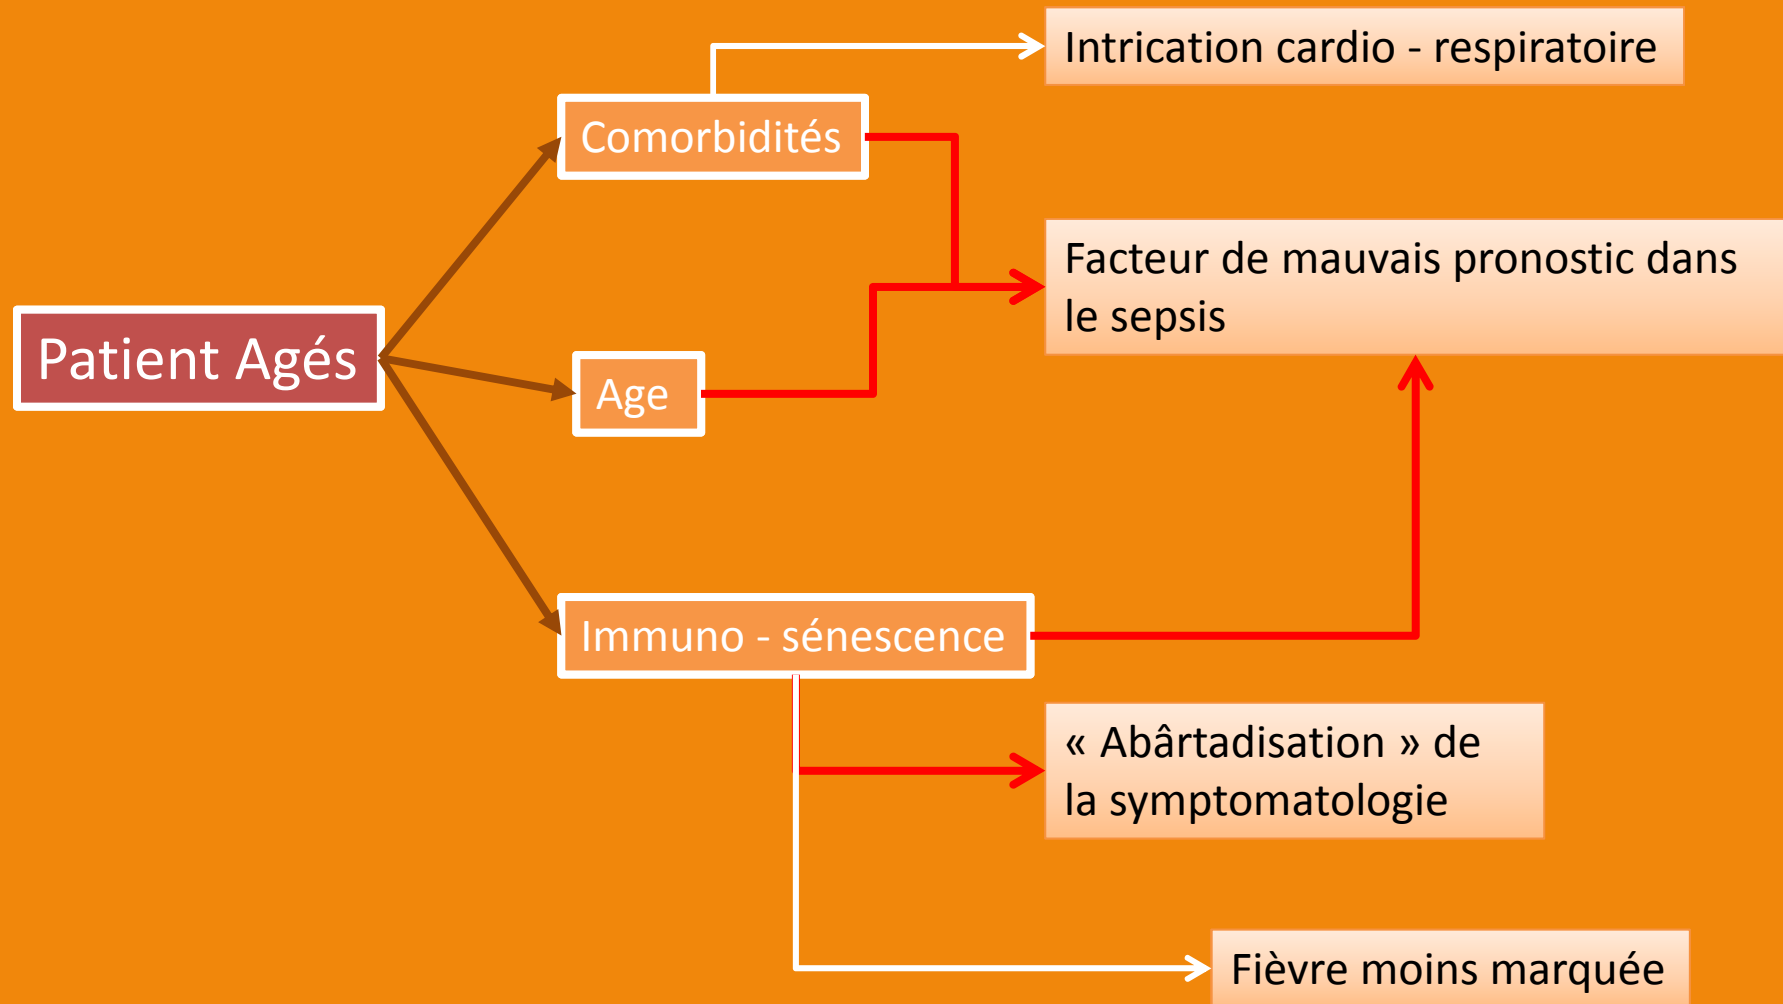 Intrication cardio - respiratoire
Comorbidités
Facteur de mauvais pronostic dans
le sepsis
Patient Agés
Age
Immuno - sénescence
« Abârtadisation » de
la symptomatologie
Fièvre moins marquée